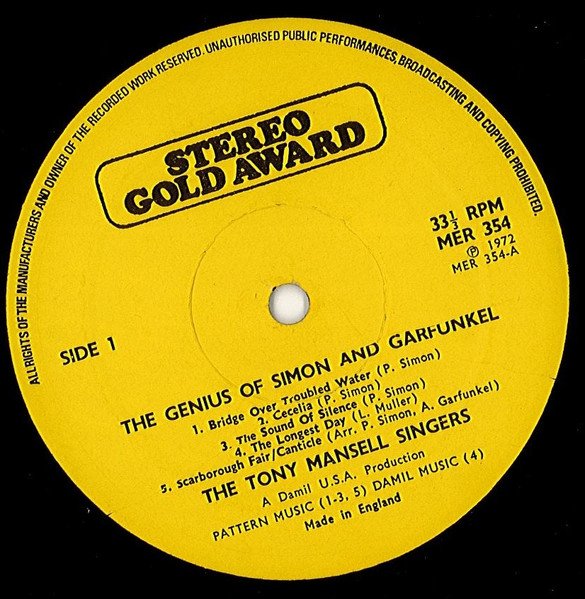 ALL RIGHTS OF THE MANUFACTURERS AND OWNER OF THE RECORDED WORK RESERVED. UNAUTHORISED PUBLIC PERFORMANCES, BROADCASTING AND COPYING PROHIBITED.
STEREO
GOLD AWARD
33⅓ RPM
MER 354
℗ 1972
MER 354-A
SIDE 1
THE GENIUS OF SIMON AND GARFUNKEL
1. Bridge Over Troubled Water (P. Simon)
2. Cecelia (P. Simon)
3. The Sound Of Silence (P. Simon)
4. The Longest Day (L. Muller)
5. Scarborough Fair/Canticle (Arr. P. Simon, A. Garfunkel)
THE TONY MANSELL SINGERS
A Damil U.S.A. Production
PATTERN MUSIC (1-3, 5) DAMIL MUSIC (4)
Made in England